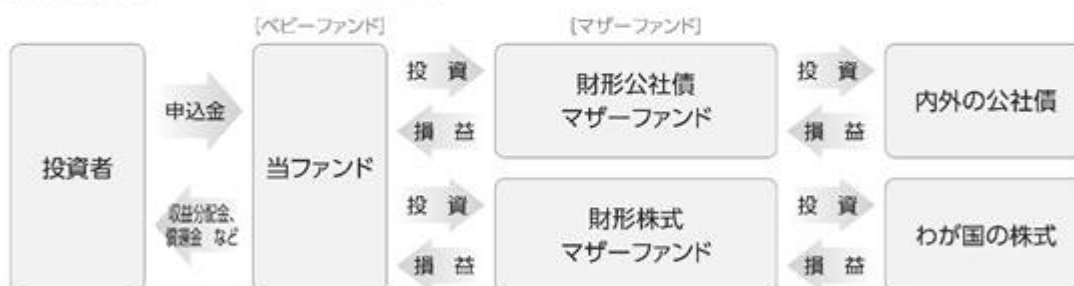 [ベビーファンド]
[マザーファンド]
投資者
申込金
収益分配金、
償還金 など
当ファンド
投 資
損 益
投 資
損 益
財形公社債
マザーファンド
財形株式
マザーファンド
投 資
損 益
投 資
損 益
内外の公社債
わが国の株式